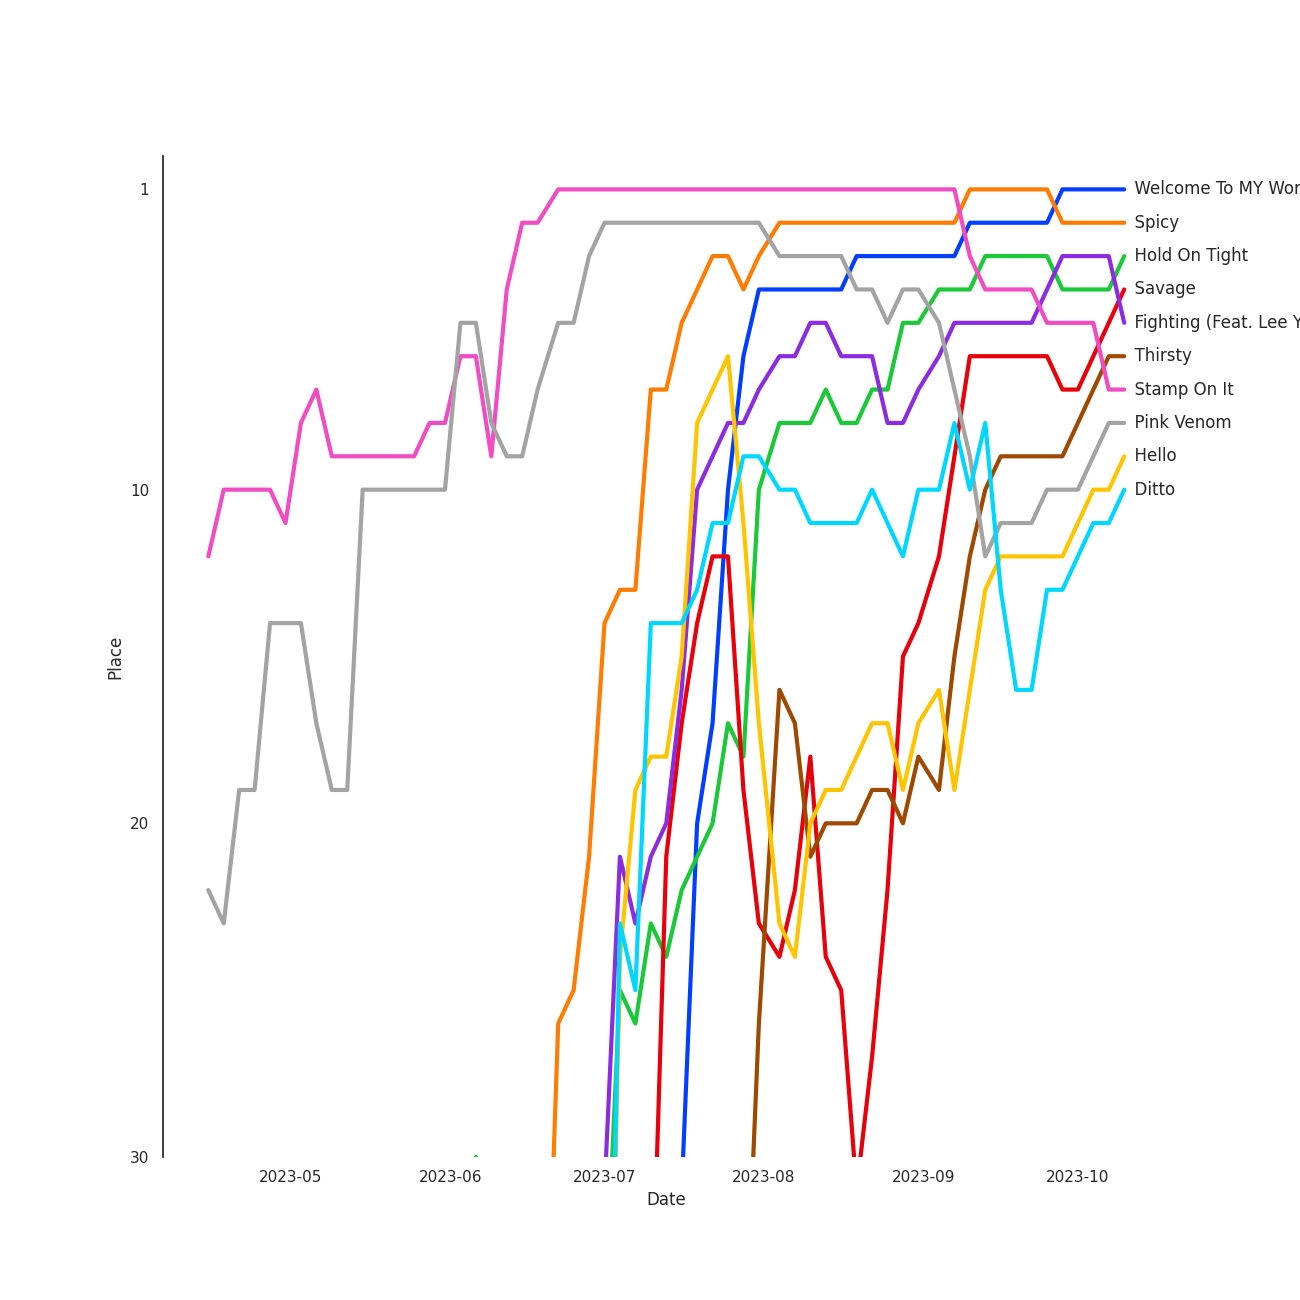 1
10
20
30
Place
2023-05
2023-06
2023-07
2023-08
2023-09
2023-10
Date
Welcome To MY Wor
Spicy
Hold On Tight
Savage
Fighting (Feat. Lee Y
Thirsty
Stamp On It
Pink Venom
Hello
Ditto